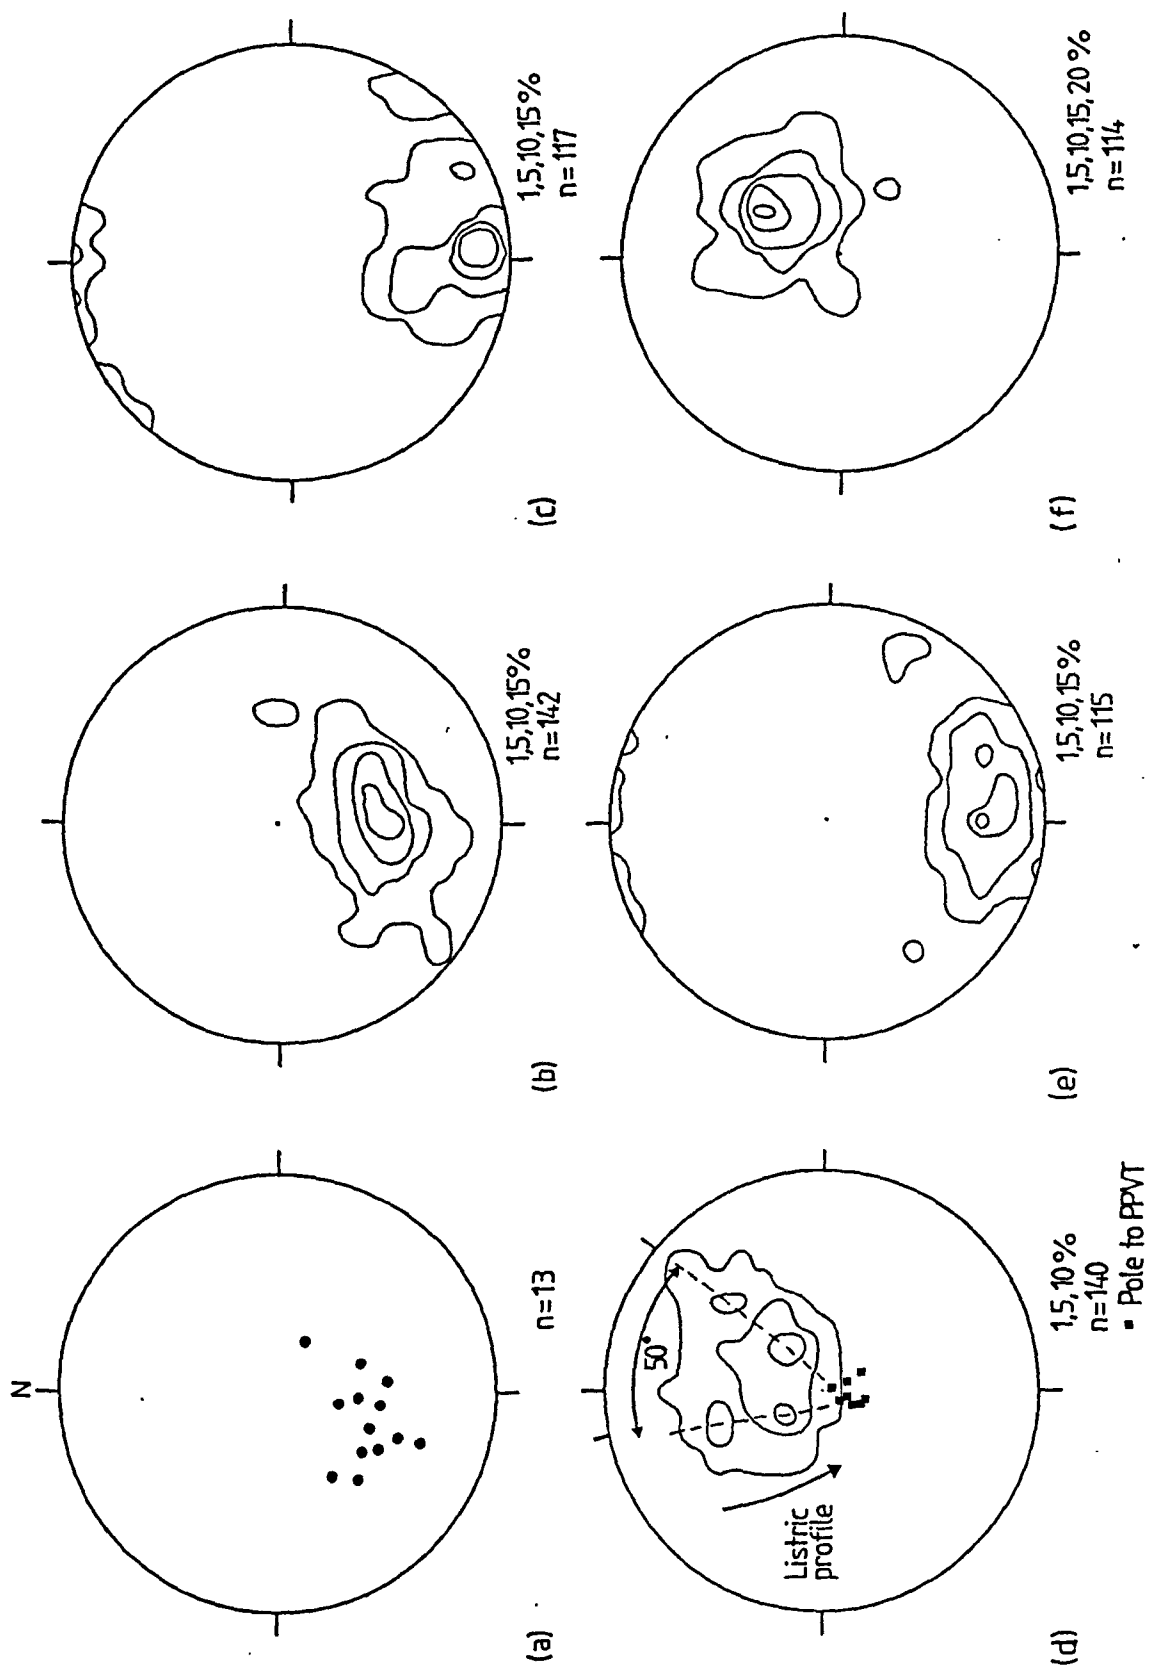 N
(a)
n=13
(b)
1,5,10,15%
n=142
(c)
1,5,10,15%
n=117
50°
Listric
profile
(d)
1,5,10%
n=140
▪ Pole to PPVT
(e)
1,5,10,15%
n=115
(f)
1,5,10,15,20%
n=114